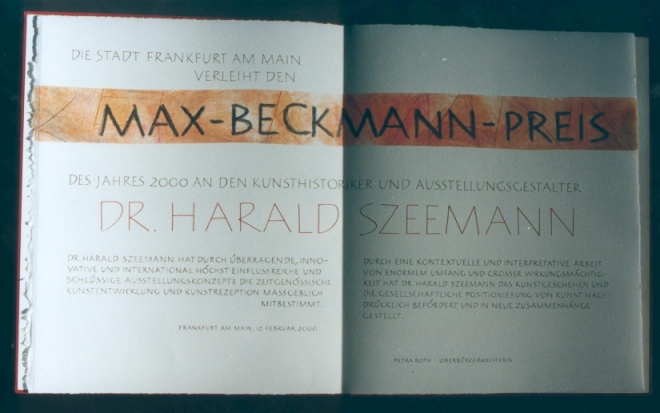 DIE STADT FRANKFURT AM MAIN
VERLEIHT DEN
MAX-BECKMANN-PREIS
DES JAHRES 2000 AN DEN KUNSTHISTORIKER UND AUSSTELLUNGSGESTALTER
DR. HARALD SZEEMANN
DR. HARALD SZEEMANN HAT DURCH ÜBERRAGENDE, INNO-
VATIVE UND INTERNATIONAL HÖCHST EINFLUSSREICHE UND
SCHLÜSSIGE AUSSTELLUNGSKONZEPTE DIE ZEITGENÖSSISCHE
KUNSTENTWICKLUNG UND KUNSTREZEPTION MASSGEBLICH
MITBESTIMMT.
FRANKFURT AM MAIN, 12. FEBRUAR 2000
DURCH EINE KONTEXTUELLE UND INTERPRETATIVE ARBEIT
VON ENORMEM UMFANG UND GROSSER WIRKUNGSMÄCHTIG-
KEIT HAT DR. HARALD SZEEMANN DAS KUNSTGESCHEHEN UND
DIE GESELLSCHAFTLICHE POSITIONIERUNG VON KUNST NACH-
DRÜCKLICH BEFÖRDERT UND IN NEUE ZUSAMMENHÄNGE
GESTELLT.
PETRA ROTH OBERBÜRGERMEISTERIN